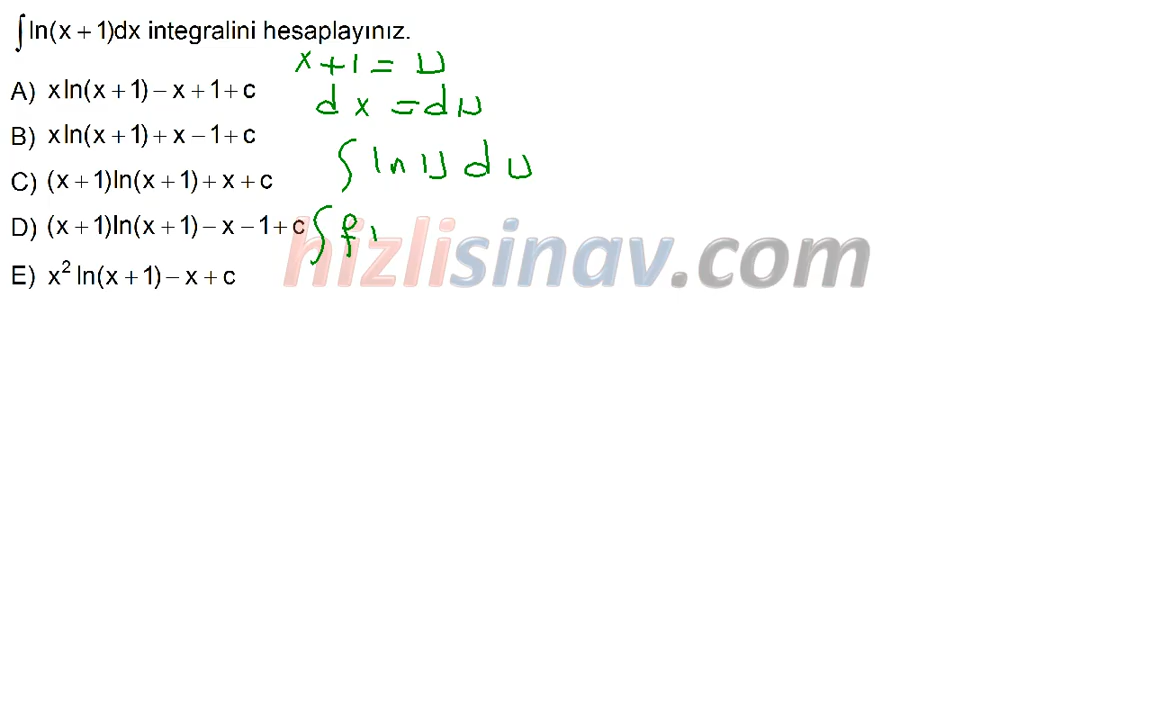 ∫ln(x + 1)dx integralini hesaplayınız.
x + 1 = u
A) x ln(x + 1) − x + 1 + c
dx = du
B) x ln(x + 1) + x − 1 + c
∫ ln u du
C) (x + 1)ln(x + 1) + x + c
D) (x + 1)ln(x + 1) − x − 1 + c
∫ f
hizlisinav.com
E) x² ln(x + 1) − x + c